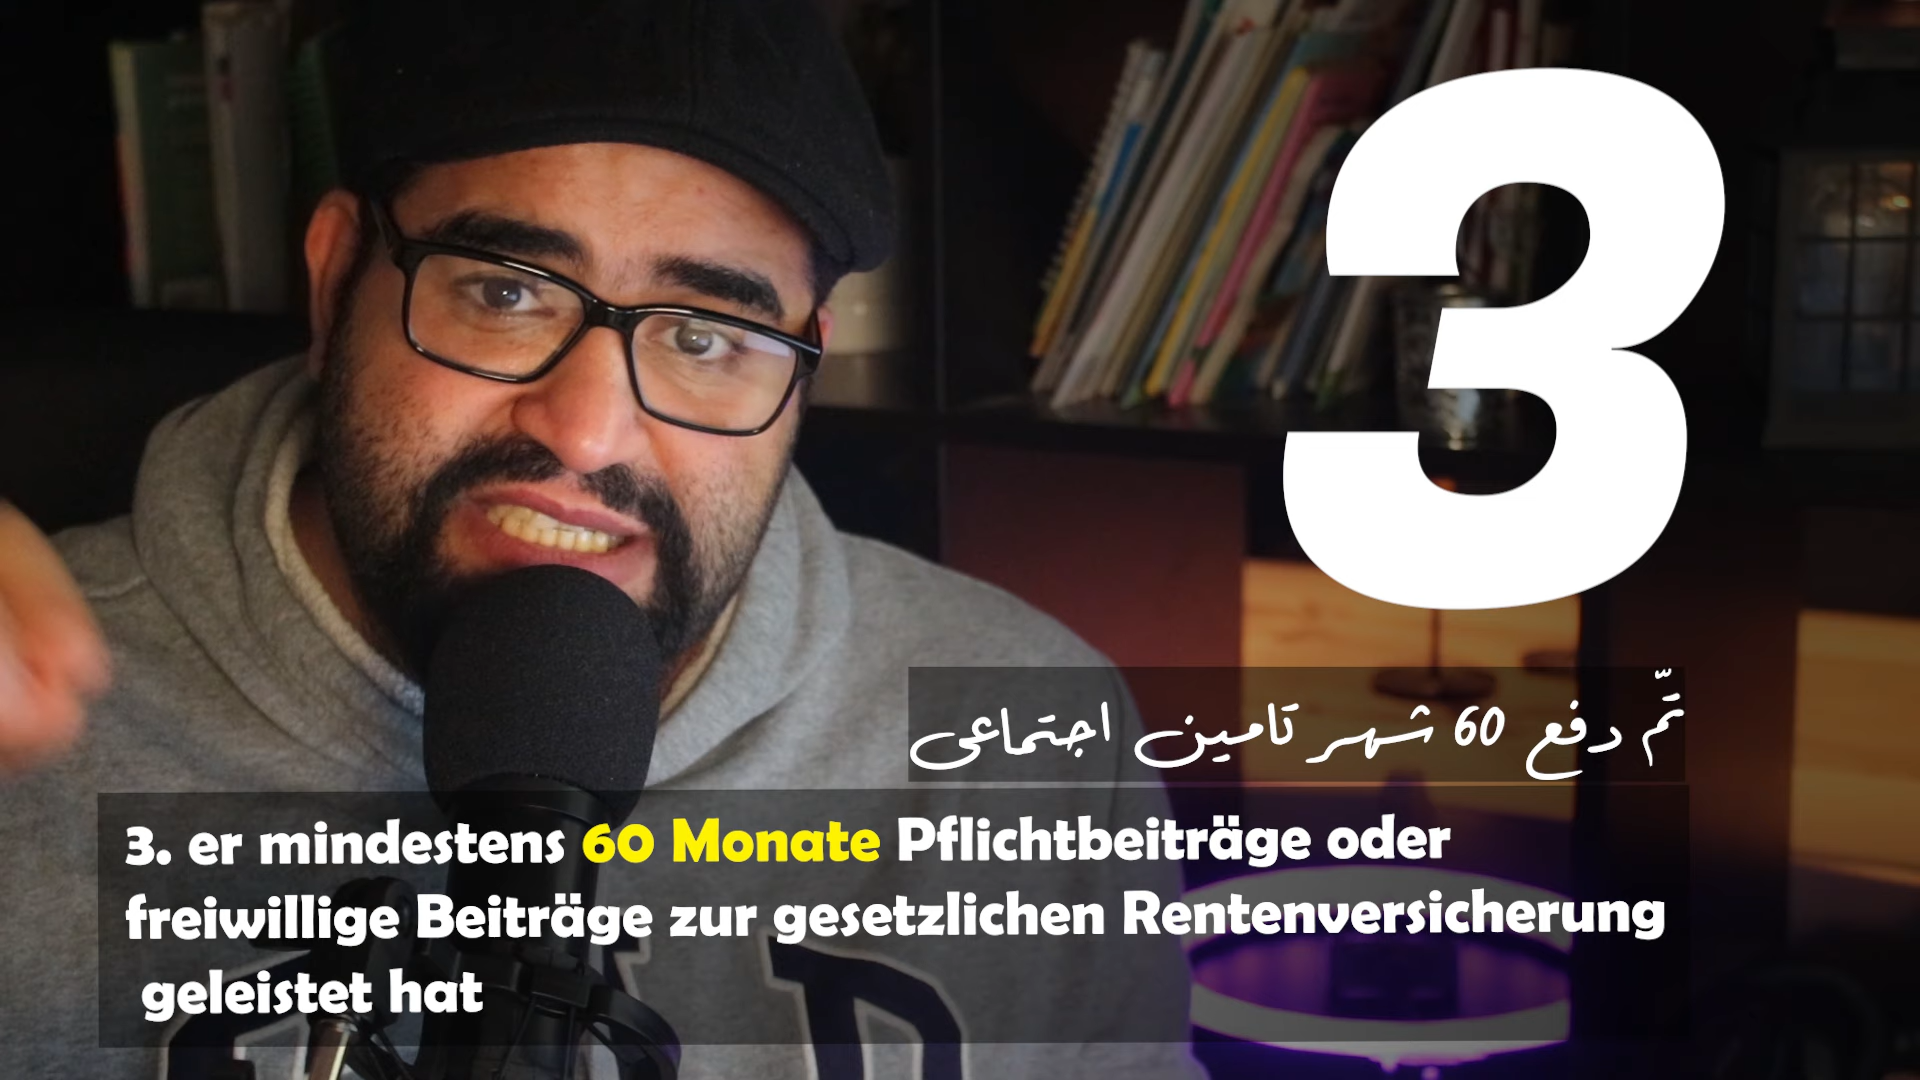 3
تمّ دفع 60 شهر تامين اجتماعى
3. er mindestens 60 Monate Pflichtbeiträge oder
freiwillige Beiträge zur gesetzlichen Rentenversicherung
geleistet hat